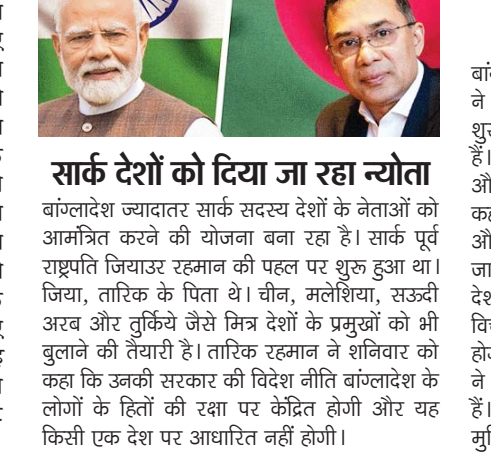 सार्क देशों को दिया जा रहा न्योता
बांग्लादेश ज्यादातर सार्क सदस्य देशों के नेताओं को
आमंत्रित करने की योजना बना रहा है। सार्क पूर्व
राष्ट्रपति जियाउर रहमान की पहल पर शुरू हुआ था।
जिया, तारिक के पिता थे। चीन, मलेशिया, सऊदी
अरब और तुर्किये जैसे मित्र देशों के प्रमुखों को भी
बुलाने की तैयारी है। तारिक रहमान ने शनिवार को
कहा कि उनकी सरकार की विदेश नीति बांग्लादेश के
लोगों के हितों की रक्षा पर केंद्रित होगी और यह
किसी एक देश पर आधारित नहीं होगी।
ने
हैं।
ने
हैं।